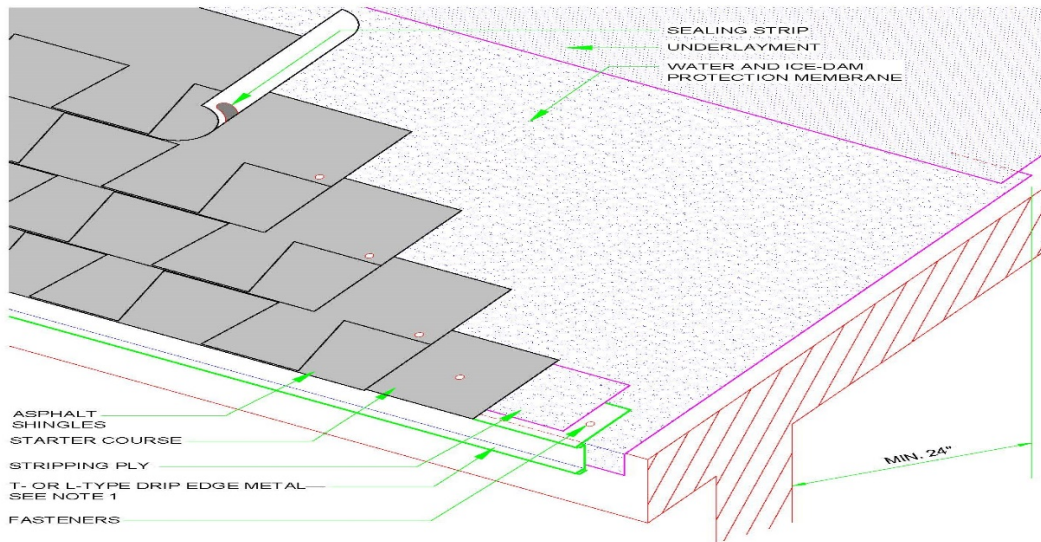 SEALING STRIP
UNDERLAYMENT
WATER AND ICE-DAM
PROTECTION MEMBRANE
ASPHALT
SHINGLES
STARTER COURSE
STRIPPING PLY
T- OR L-TYPE DRIP EDGE METAL
SEE NOTE 1
FASTENERS
MIN. 24"